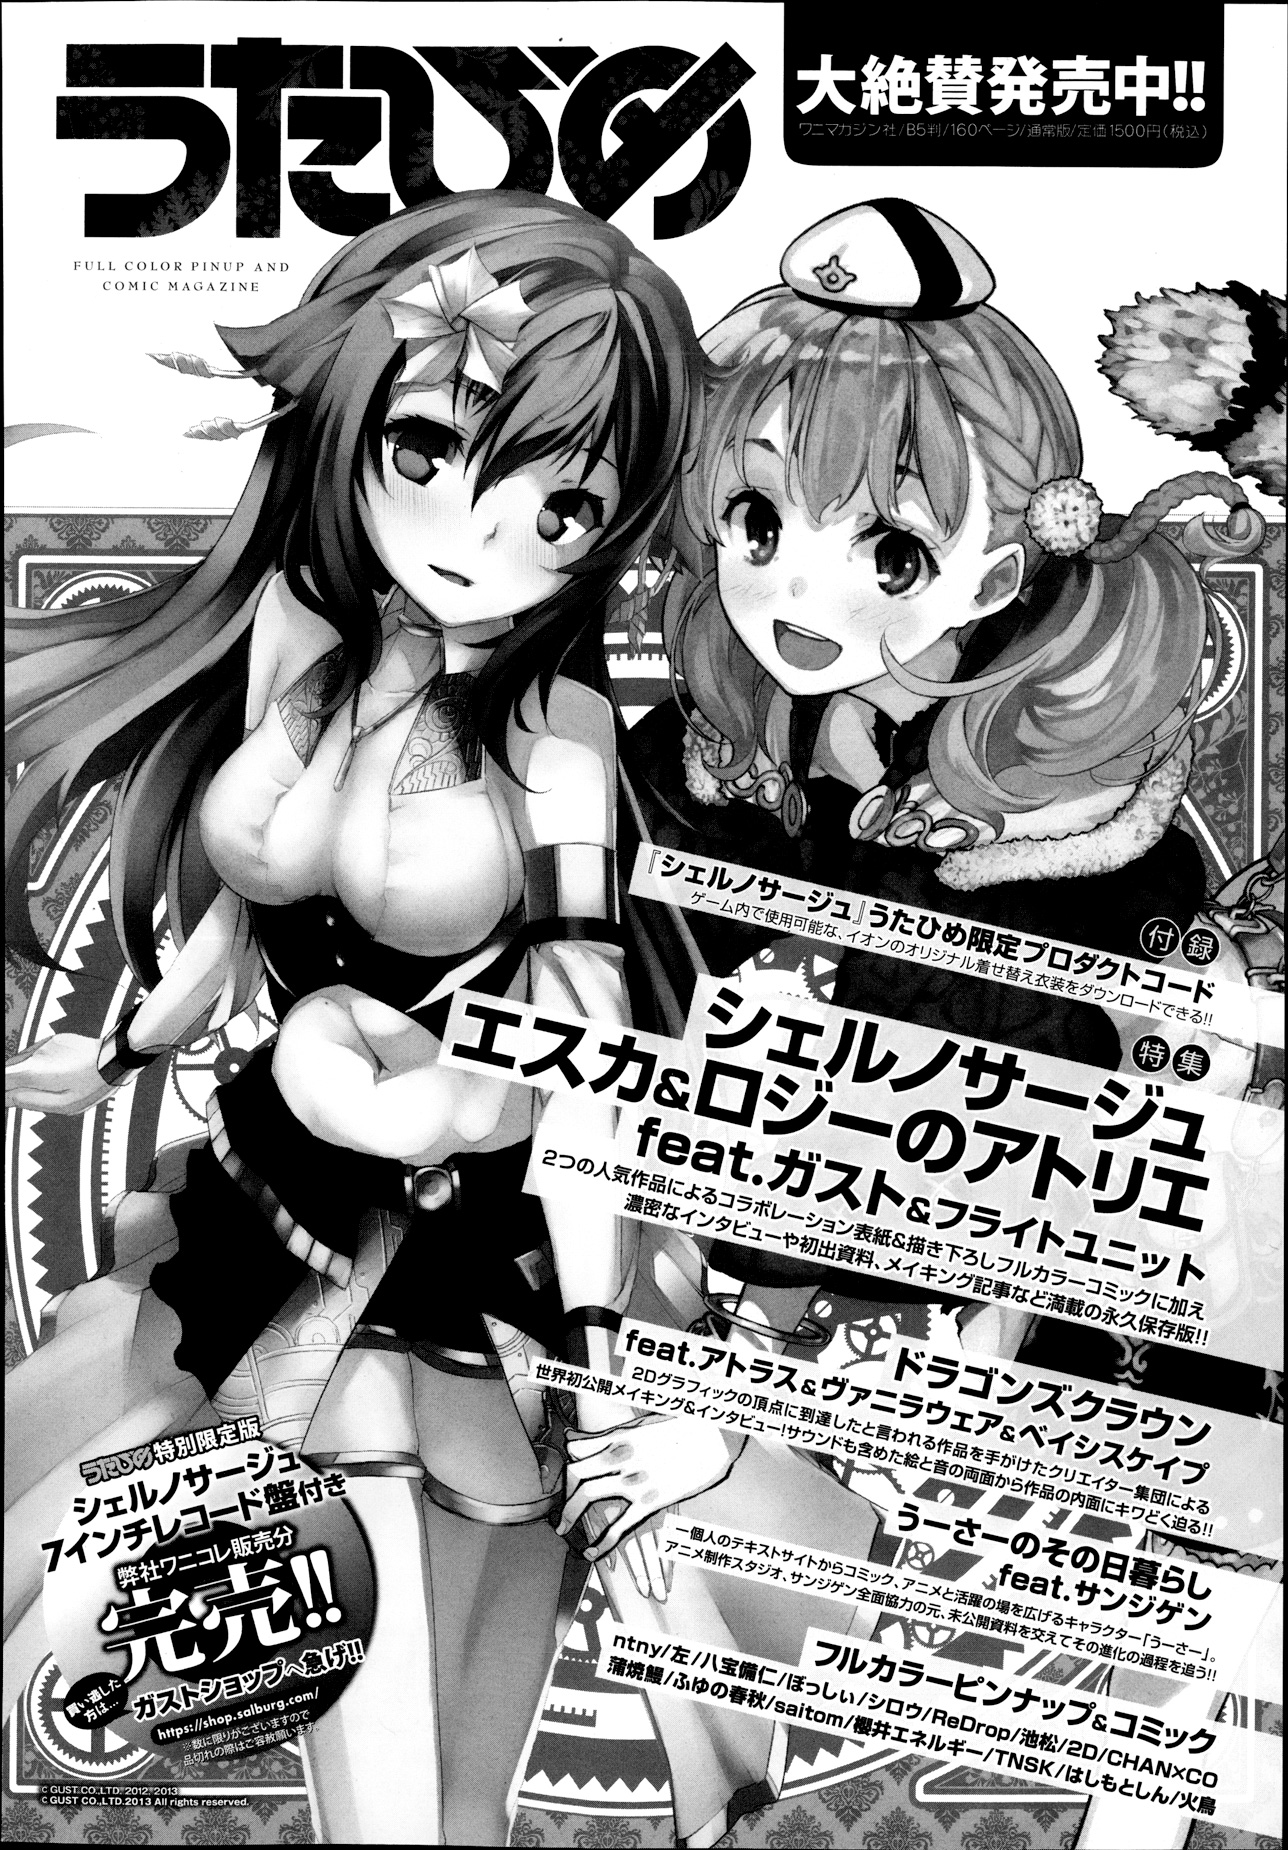 うたひめ
FULL COLOR PINUP AND
COMIC MAGAZINE
大絶賛発売中!!
ワニマガジン社/B5判/160ページ/通常版/定価1500円(税込)
付録
『シェルノサージュ』うたひめ限定プロダクトコード
ゲーム内で使用可能な、イオンのオリジナル着せ替え衣装をダウンロードできる!!
特集
シェルノサージュ
エスカ&ロジーのアトリエ
feat.ガスト&フライトユニット
2つの人気作品によるコラボレーション表紙&描き下ろしフルカラーコミックに加え
濃密なインタビューや初出資料、メイキング記事など満載の永久保存版!!
ドラゴンズクラウン
feat.アトラス&ヴァニラウェア&ベイシスケイプ
2Dグラフィックの頂点に到達したと言われる作品を手がけたクリエイター集団による
世界初公開メイキング&インタビュー!サウンドも含めた絵と音の両面から作品の内面にキワどく迫る!!
うーさーのその日暮らし
feat.サンジゲン
一個人のテキストサイトからコミック、アニメと活躍の場を広げるキャラクター「うーさー」。
アニメ制作スタジオ、サンジゲン全面協力の元、未公開資料を交えてその進化の過程を追う!!
フルカラーピンナップ&コミック
ntny/左/八宝備仁/ぽっしぃ/シロウ/ReDrop/池松/2D/CHAN×CO
蒲焼鰻/ふゆの春秋/saitom/櫻井エネルギー/TNSK/はしもとしん/火鳥
うたひめ特別限定版
シェルノサージュ
7インチレコード盤付き
弊社ワニコレ販売分
完売!!
買い逃した
方は…
ガストショップへ急げ!!
https://shop.salburg.com/
※数に限りがございますので
品切れの際はご容赦願います。
© GUST CO.,LTD. 2012, 2013
© GUST CO.,LTD.2013 All rights reserved.